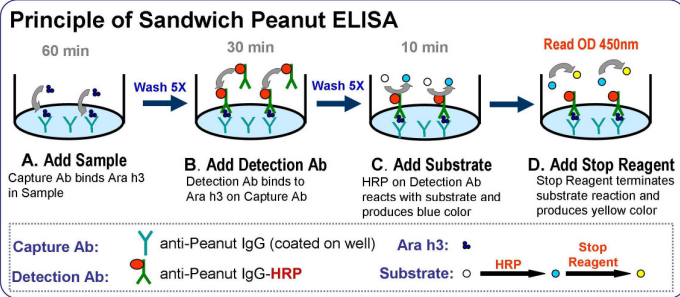 Principle of Sandwich Peanut ELISA
60 min
30 min
10 min
Read OD 450nm
Wash 5X
Wash 5X
A. Add Sample
Capture Ab binds Ara h3
in Sample
B. Add Detection Ab
Detection Ab binds to
Ara h3 on Capture Ab
C. Add Substrate
HRP on Detection Ab
reacts with substrate and
produces blue color
D. Add Stop Reagent
Stop Reagent terminates
substrate reaction and
produces yellow color
Capture Ab: anti-Peanut IgG (coated on well)
Ara h3:
Detection Ab: anti-Peanut IgG-HRP
Substrate: HRP Stop
Reagent